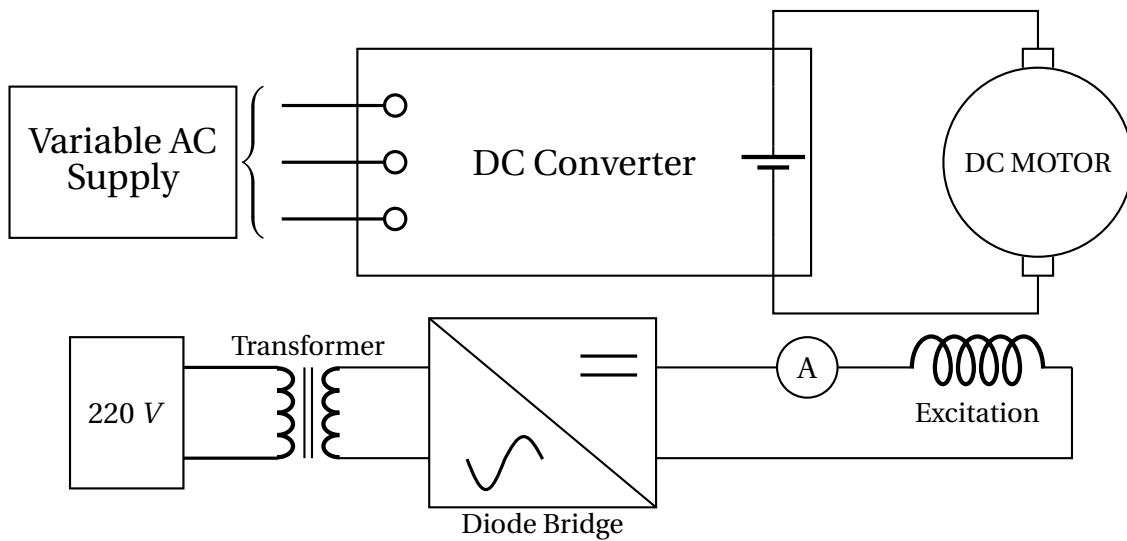 Variable AC
Supply
DC Converter
DC MOTOR
Transformer
220 V
A
Excitation
Diode Bridge